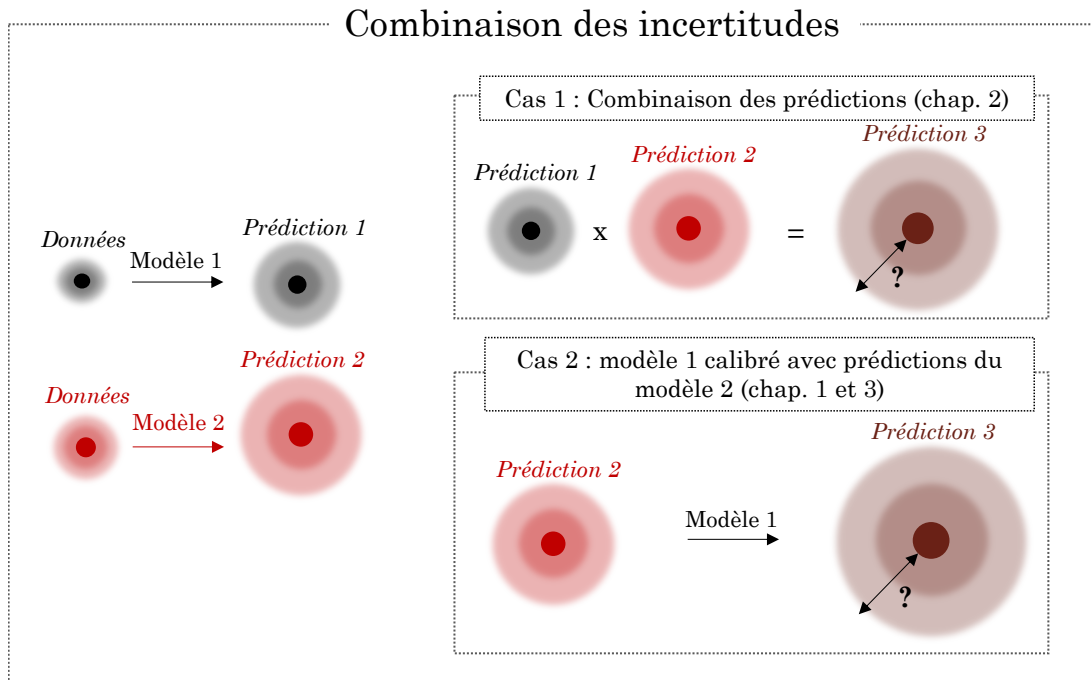 Combinaison des incertitudes
Données
Modèle 1
Prédiction 1
Données
Modèle 2
Prédiction 2
Cas 1 : Combinaison des prédictions (chap. 2)
Prédiction 1
x
Prédiction 2
=
Prédiction 3
?
Cas 2 : modèle 1 calibré avec prédictions du
modèle 2 (chap. 1 et 3)
Prédiction 2
Modèle 1
Prédiction 3
?